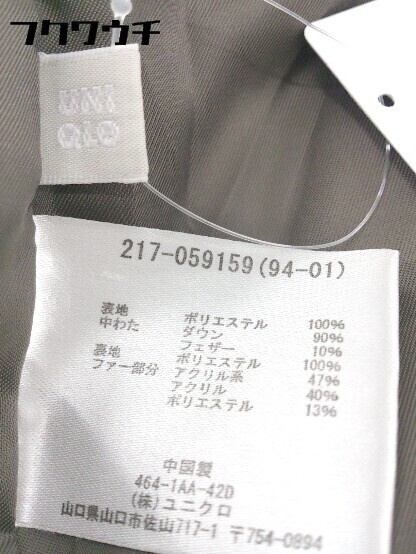 フクワウチ
UNI
QLO
217-059159(94-01)
表地 ポリエステル 100%
中わた ダウン 90%
フェザー 10%
裏地 ポリエステル 100%
ファー部分 アクリル系 47%
アクリル 40%
ポリエステル 13%
中国製
464-1AA-42D
(株)ユニクロ
山口県山口市佐山717-1 〒754-0894